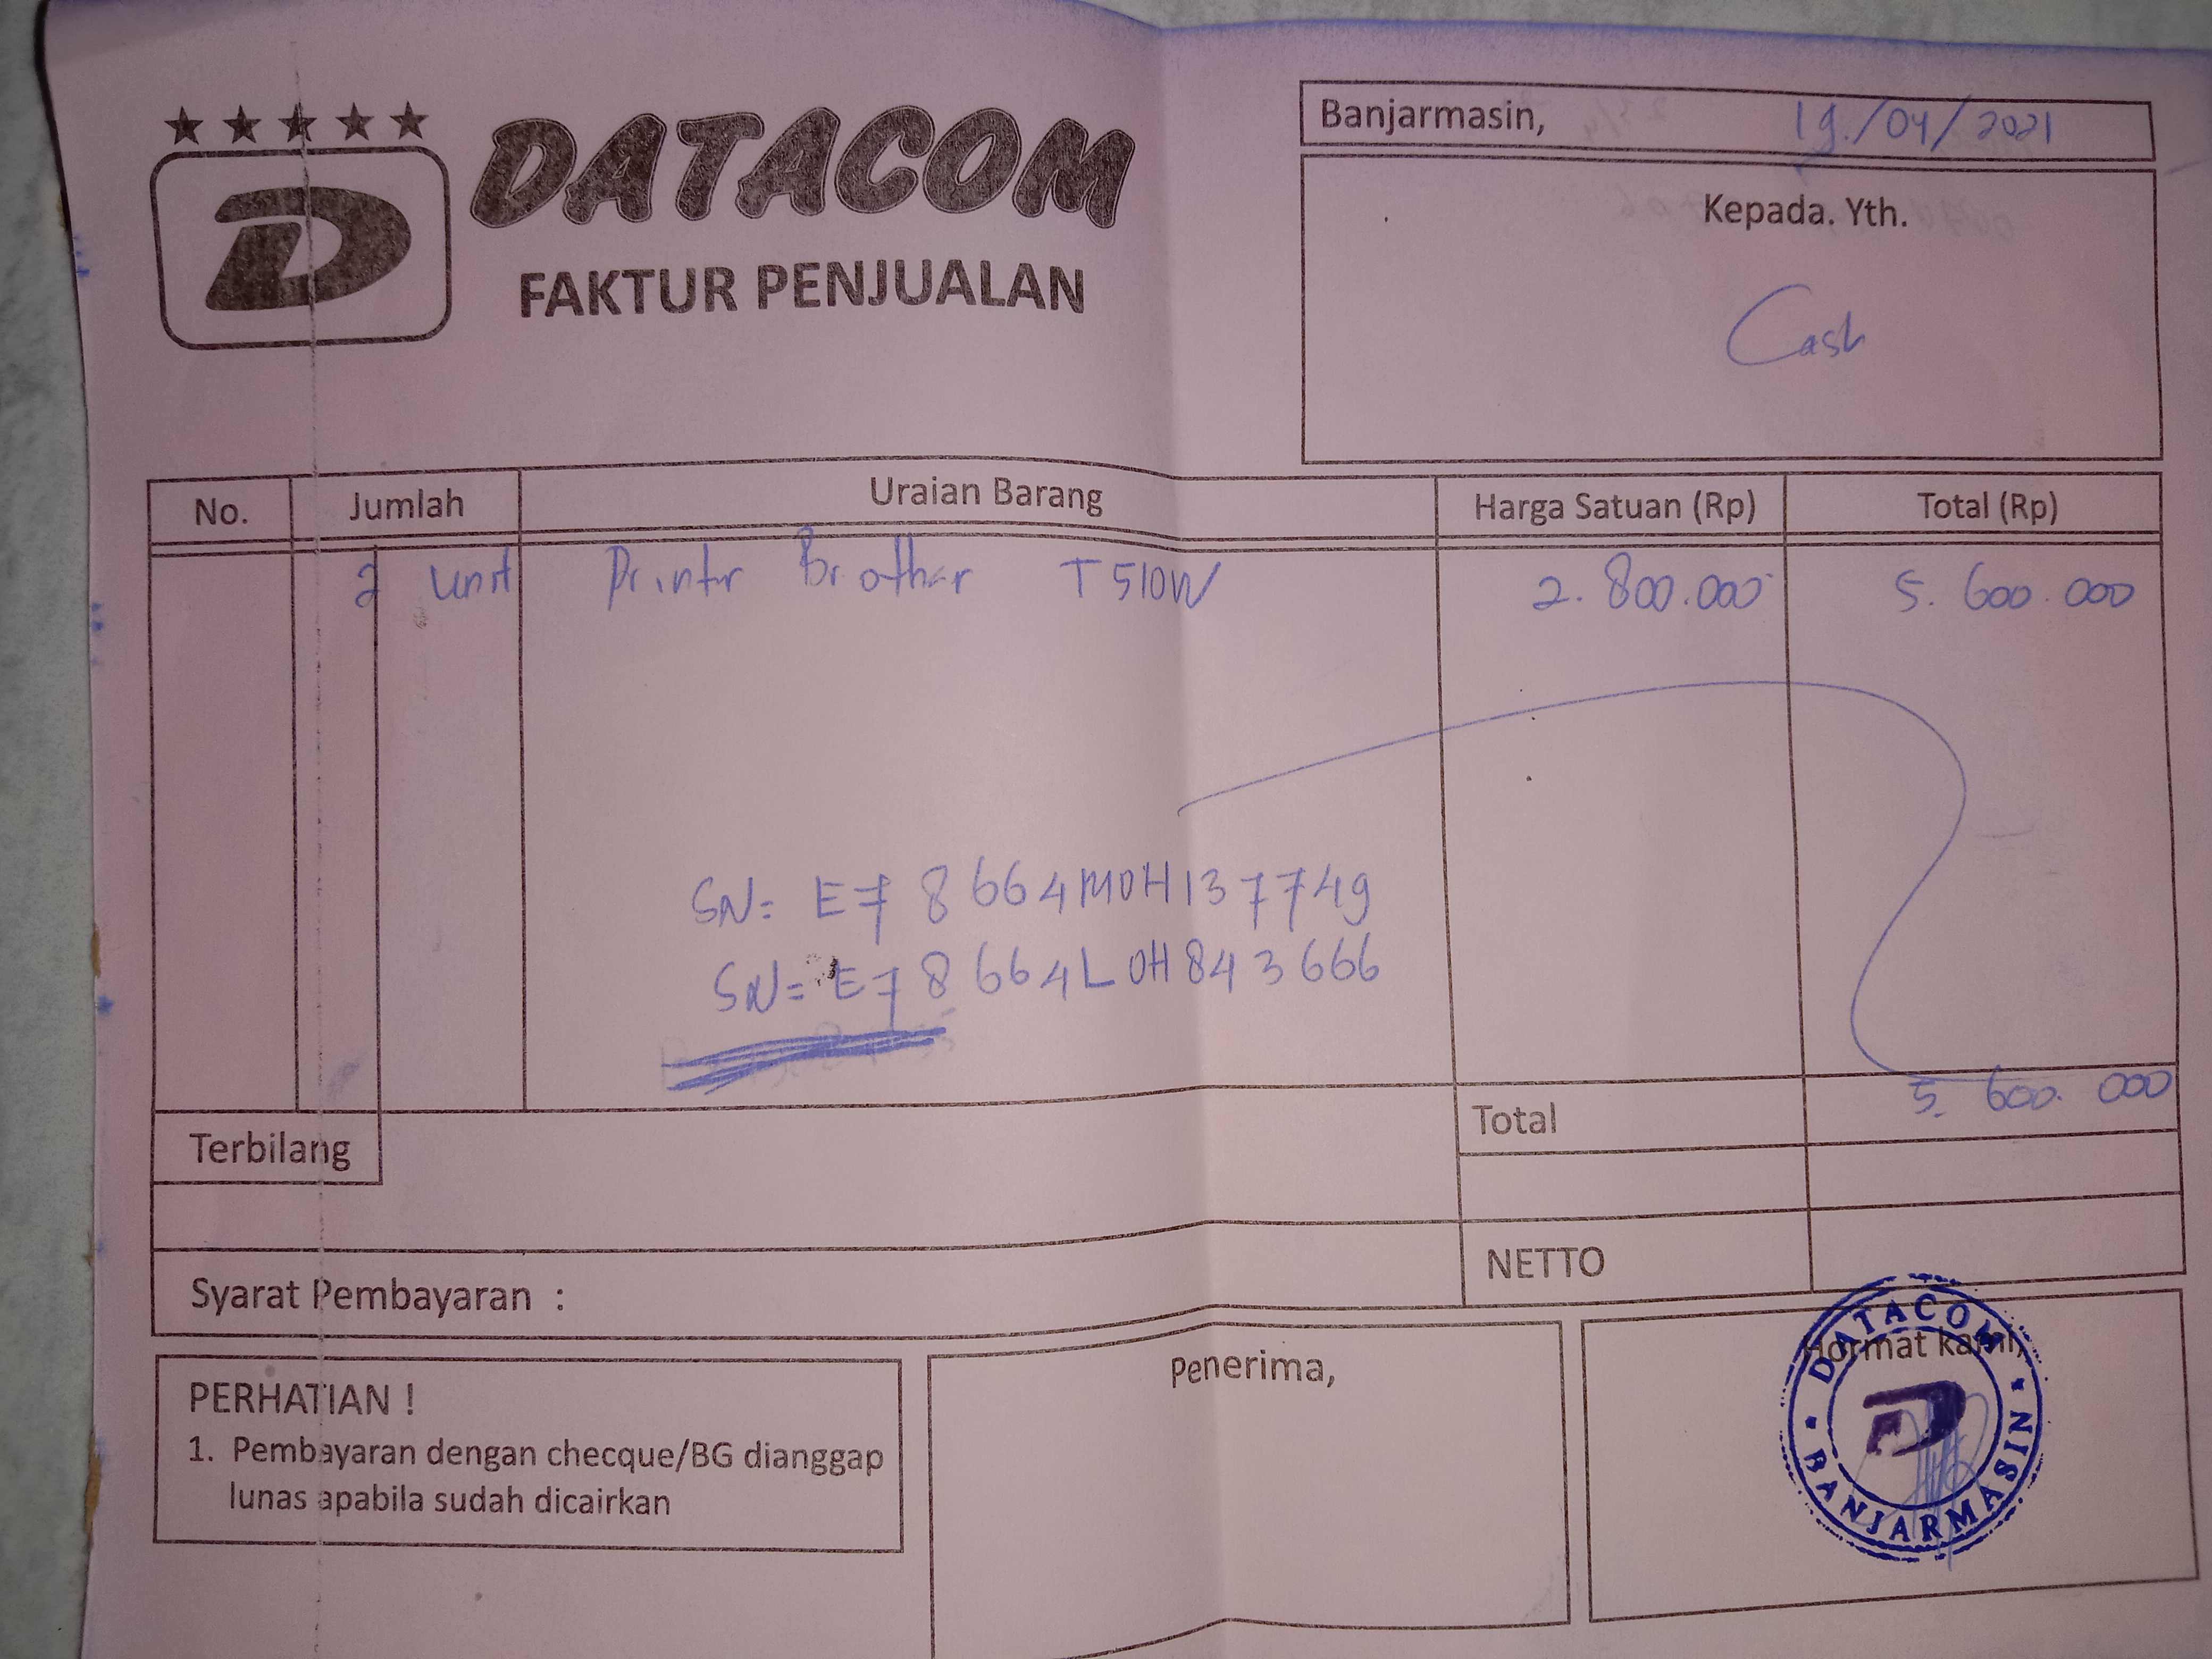 DATACOM
FAKTUR PENJUALAN
Banjarmasin, 19/04/2021
Kepada. Yth.
Cash
No. Jumlah Uraian Barang Harga Satuan (Rp) Total (Rp)
2 unit Printer Brother T510W 2.800.000 5.600.000
SN= E78664M0H137749
SN= E78664L0H843666
Total 5.600.000
Terbilang
NETTO
Syarat Pembayaran :
PERHATIAN !
1. Pembayaran dengan checque/BG dianggap
lunas apabila sudah dicairkan
Penerima,
Hormat kami,
DATACOM
BANJARMASIN